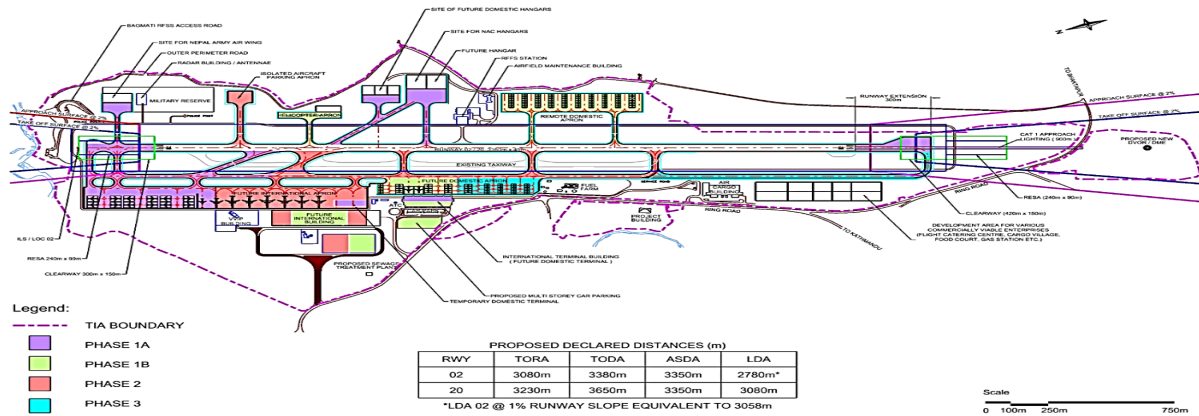 SITE OF FUTURE DOMESTIC HANGARS
BAGMATI RFSS ACCESS ROAD
SITE FOR NAC HANGARS
SITE FOR NEPAL ARMY AIR WING
OUTER PERIMETER ROAD
FUTURE HANGAR
RADAR BUILDING / ANTENNAE
RFFS STATION
ISOLATED AIRCRAFT
PARKING APRON
AIRFIELD MAINTENANCE BUILDING
N
TO BHAKTAPUR
MILITARY RESERVE
RUNWAY EXTENSION
300m
APPROACH SURFACE @ 2%
TAKE OFF SURFACE @ 2%
HELICOPTER APRON
REMOTE DOMESTIC
APRON
APPROACH SURFACE @ 2%
TAKE OFF SURFACE @ 2%
CAT 1 APPROACH
LIGHTING ( 900m )
PROPOSED NEW
DVOR / DME
EXISTING TAXIWAY
FUTURE INTERNATIONAL APRON
FUTURE DOMESTIC APRON
FUEL
FARM
AIR
CARGO
BUILDING
RING ROAD
RESA (240m x 90m)
CLEARWAY (420m x 150m)
ATC
VVIP
BUILDING
FUTURE
INTERNATIONAL
BUILDING
PROJECT
BUILDING
RING ROAD
TO KATHMANDU
DEVELOPMENT AREA FOR VARIOUS
COMMERCIALLY VIABLE ENTERPRISES
(FLIGHT CATERING CENTRE, CARGO VILLAGE,
FOOD COURT, GAS STATION ETC.)
ILS / LOC 02
RESA 240m x 90m
CLEARWAY 300m x 150m
PROPOSED SEWAGE
TREATMENT PLANT
INTERNATIONAL TERMINAL BUILDING
( FUTURE DOMESTIC TERMINAL )
PROPOSED MULTI STOREY CAR PARKING
TEMPORARY DOMESTIC TERMINAL
Legend:
TIA BOUNDARY
PHASE 1A
PHASE 1B
PHASE 2
PHASE 3
PROPOSED DECLARED DISTANCES (m)
RWY TORA TODA ASDA LDA
02 3080m 3380m 3350m 2780m*
20 3230m 3650m 3350m 3080m
*LDA 02 @ 1% RUNWAY SLOPE EQUIVALENT TO 3058m
Scale
0 100m 250m 750m